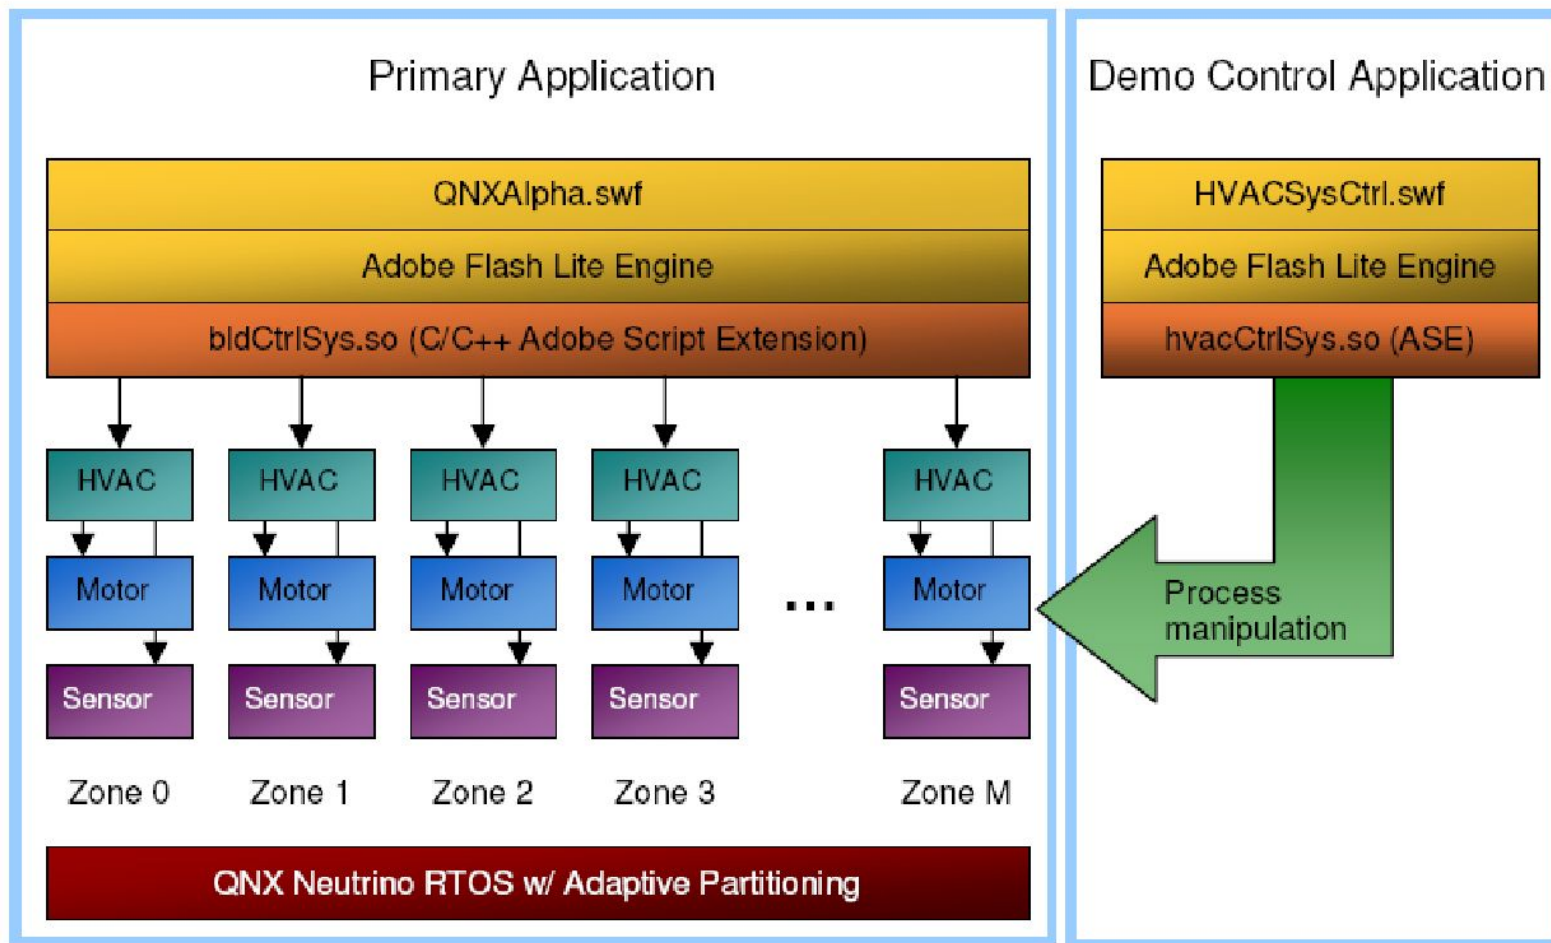 Primary Application
QNXAlpha.swf
Adobe Flash Lite Engine
bldCtrlSys.so (C/C++ Adobe Script Extension)
HVAC HVAC HVAC HVAC HVAC
Motor Motor Motor Motor ... Motor
Sensor Sensor Sensor Sensor Sensor
Zone 0 Zone 1 Zone 2 Zone 3 Zone M
QNX Neutrino RTOS w/ Adaptive Partitioning
Demo Control Application
HVACSysCtrl.swf
Adobe Flash Lite Engine
hvacCtrlSys.so (ASE)
Process
manipulation